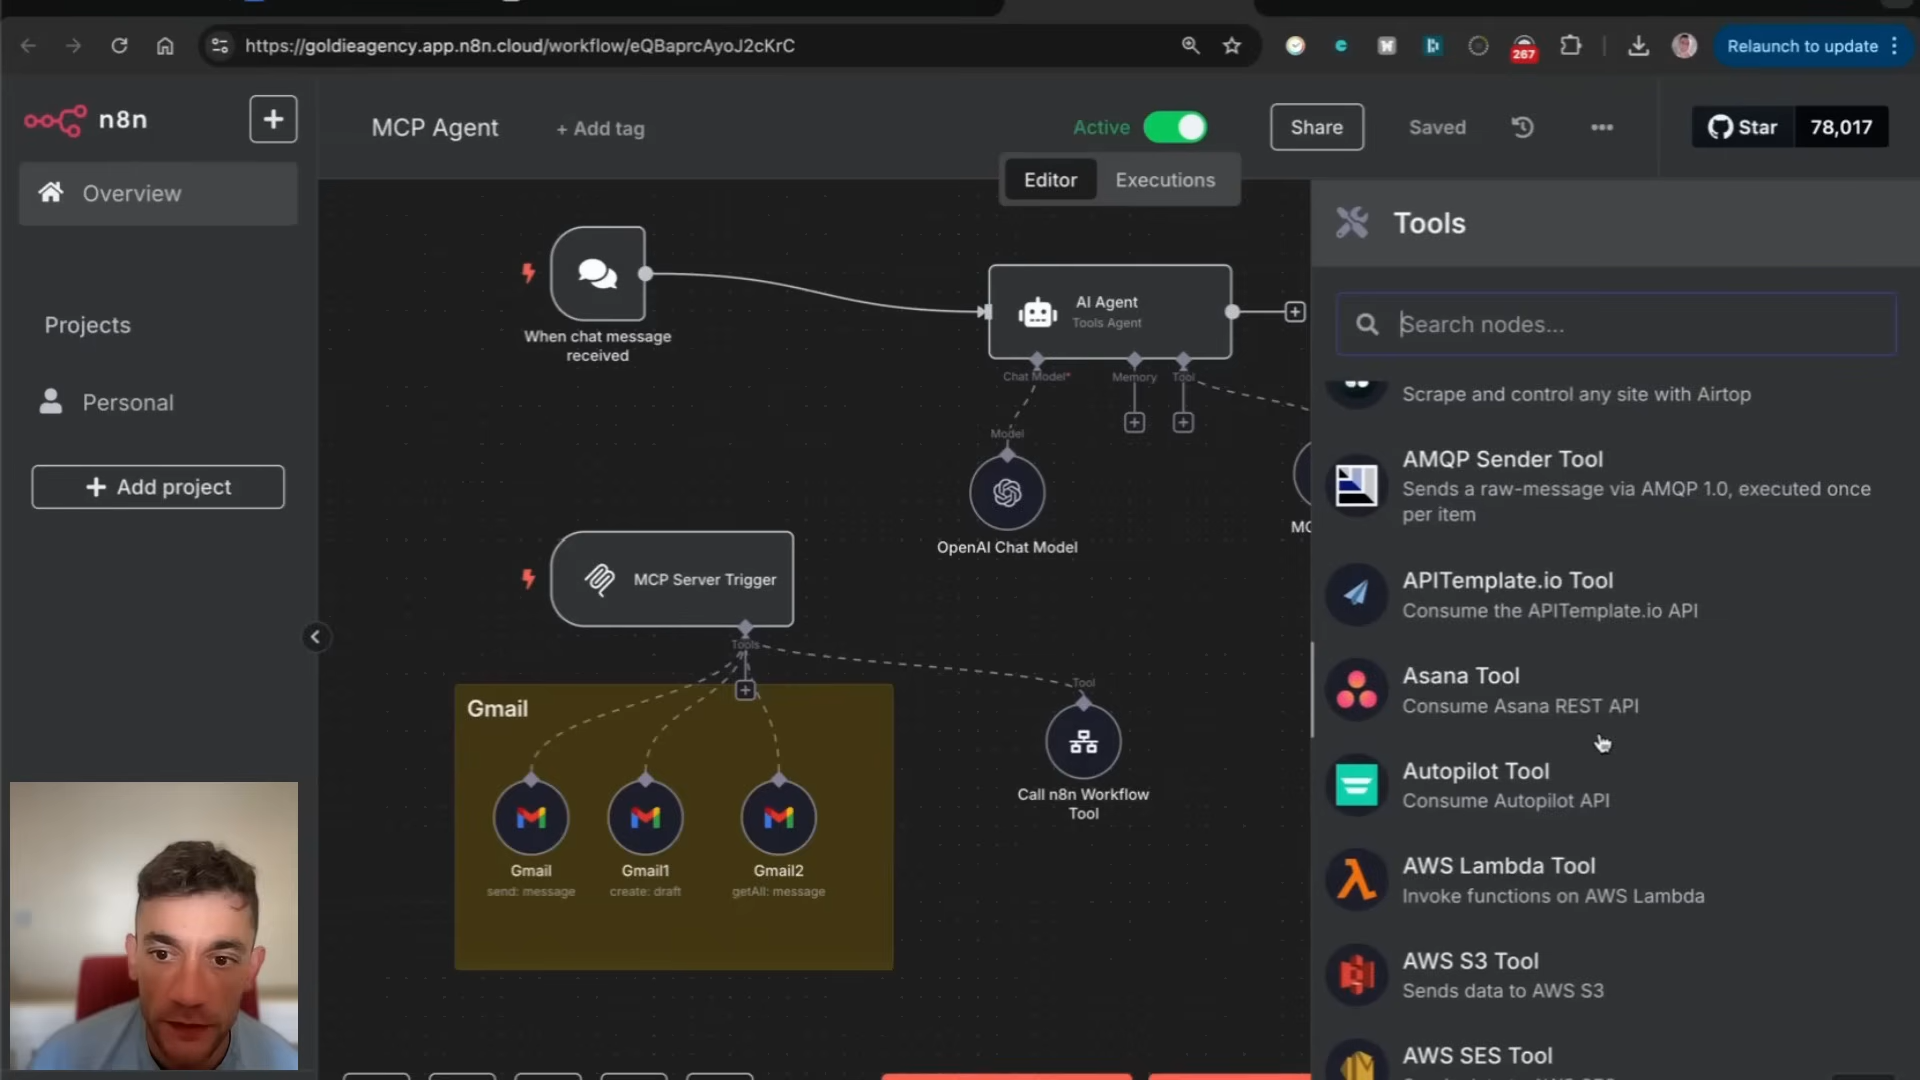 https://goldieagency.app.n8n.cloud/workflow/eQBaprcAyoJ2cKrC
267
Relaunch to update
n8n
MCP Agent
+ Add tag
Active
Share
Saved
Star
78,017
Editor
Executions
Overview
Projects
Personal
Add project
Tools
Search nodes...
Scrape and control any site with Airtop
AMQP Sender Tool
Sends a raw-message via AMQP 1.0, executed once
per item
APITemplate.io Tool
Consume the APITemplate.io API
Asana Tool
Consume Asana REST API
Autopilot Tool
Consume Autopilot API
AWS Lambda Tool
Invoke functions on AWS Lambda
AWS S3 Tool
Sends data to AWS S3
AWS SES Tool
When chat message
received
AI Agent
Tools Agent
Chat Model*
Memory
Tool
Model
OpenAI Chat Model
MC
MCP Server Trigger
Tools
Tool
Call n8n Workflow
Tool
Gmail
Gmail
send: message
Gmail1
create: draft
Gmail2
getAll: message